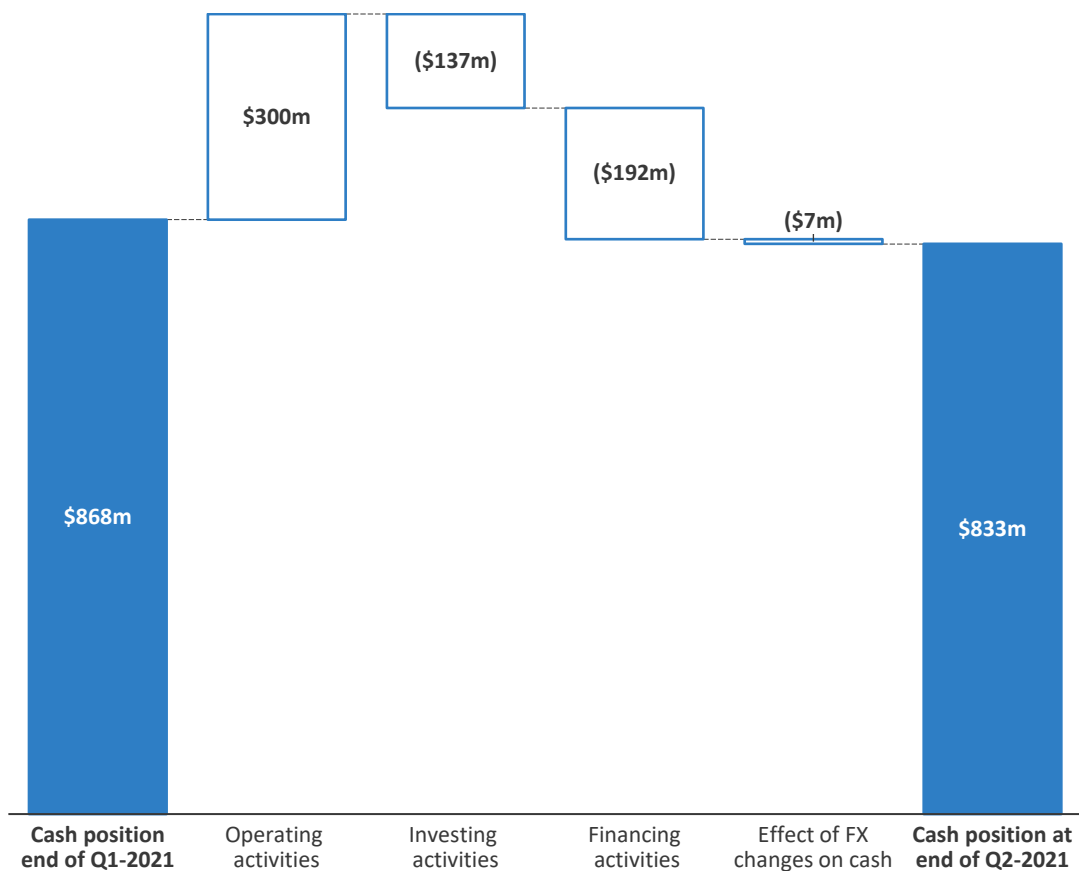 $300m
($137m)
($192m)
($7m)
$868m
$833m
Cash position
end of Q1-2021
Operating
activities
Investing
activities
Financing
activities
Effect of FX
changes on cash
Cash position at
end of Q2-2021